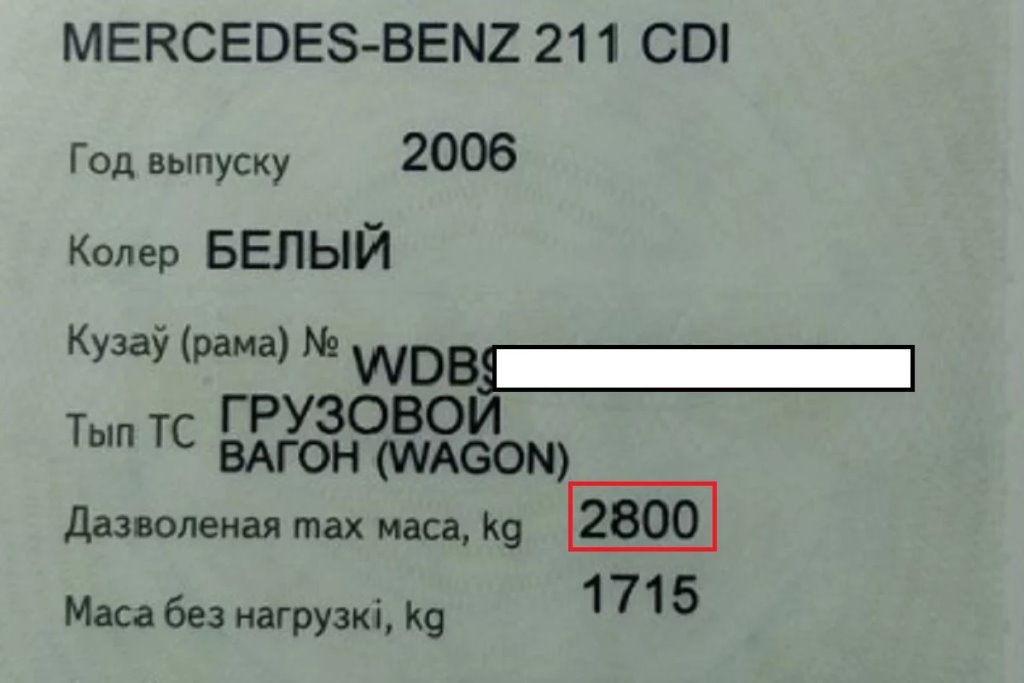 MERCEDES-BENZ 211 CDI
Год выпуску 2006
Колер БЕЛЫЙ
Кузаў (рама) № WDB9
Тып ТС ГРУЗОВОЙ
ВАГОН (WAGON)
Дазволеная max маса, kg 2800
Маса без нагрузкі, kg 1715